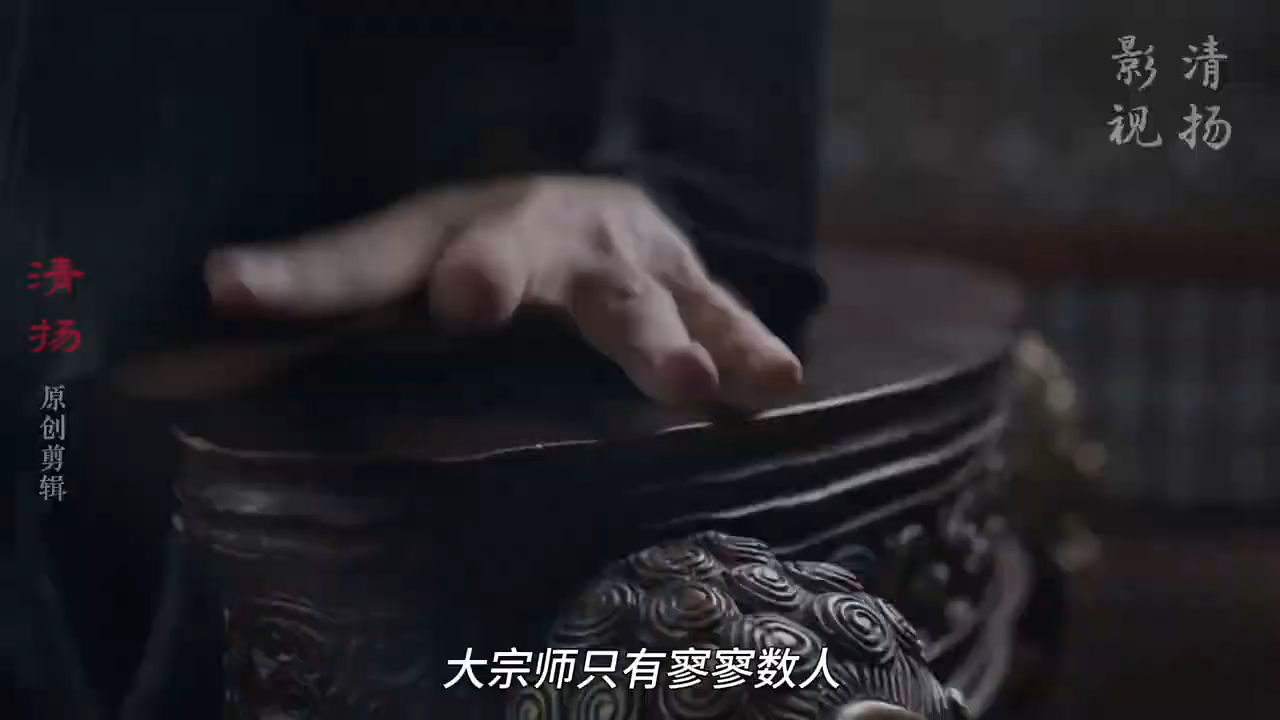 清扬
影视
清扬
原创剪辑
大宗师只有寥寥数人